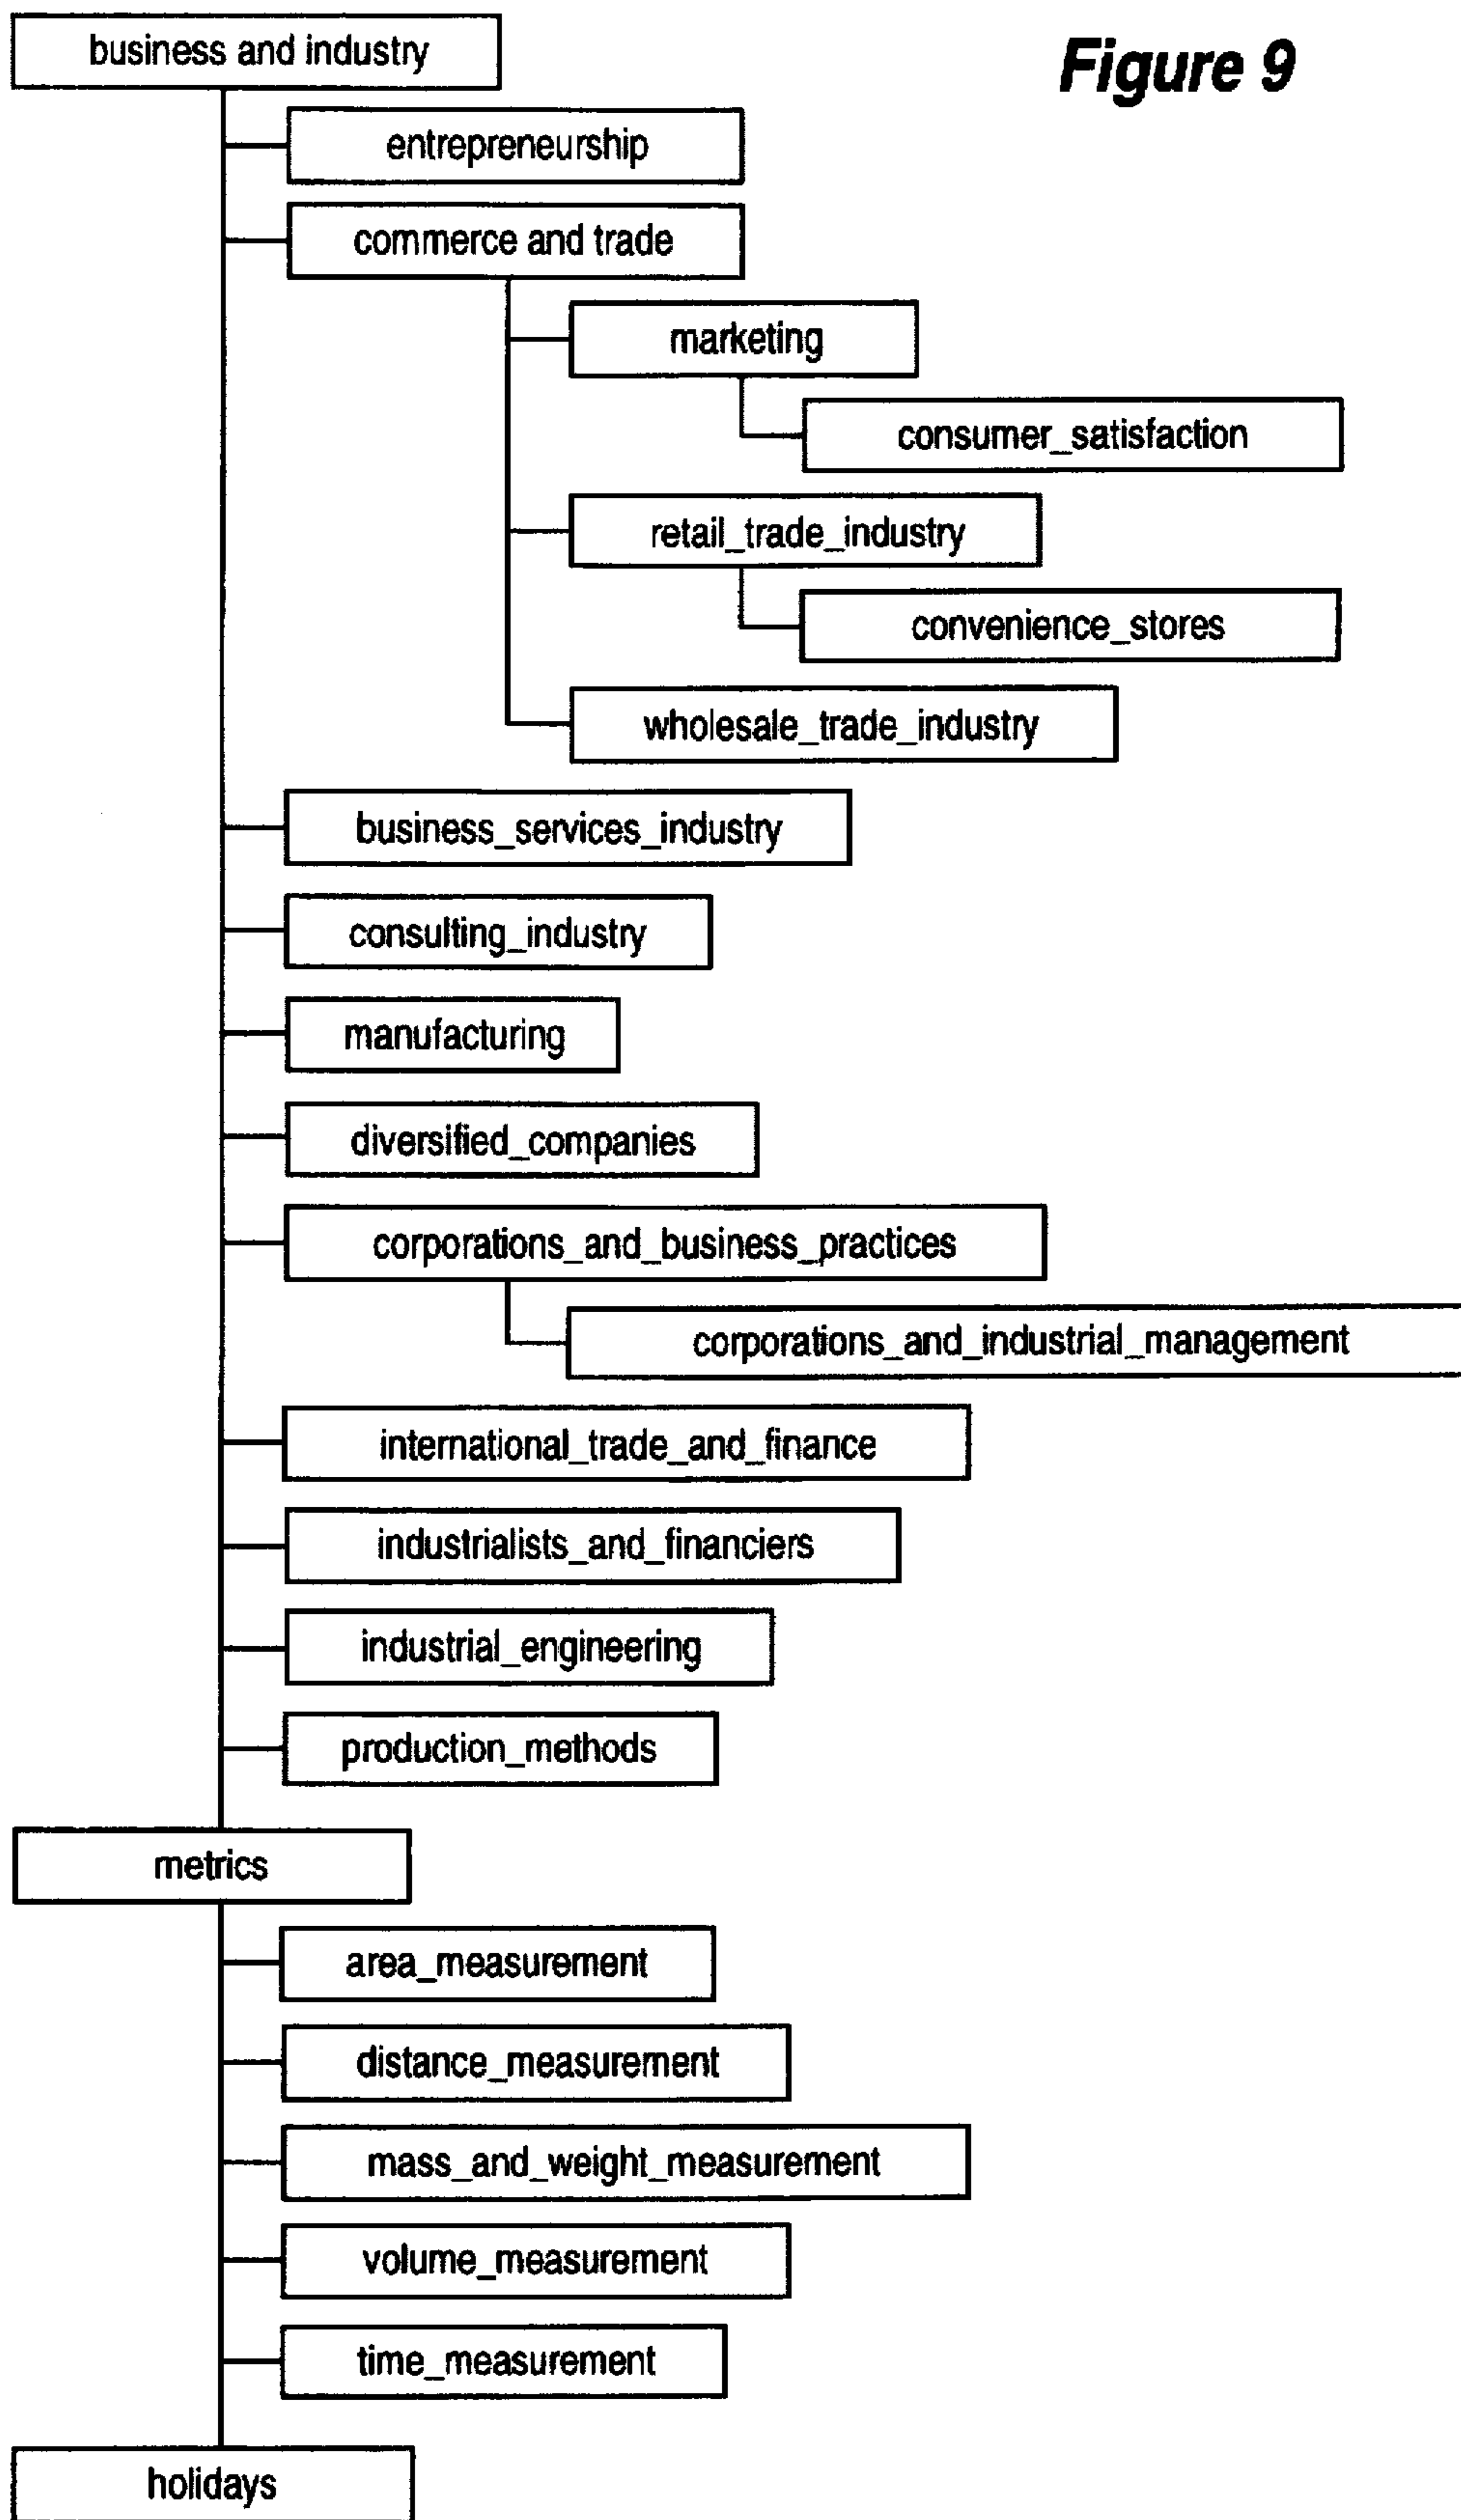 Figure 9
business and industry
entrepreneurship
commerce and trade
marketing
consumer_satisfaction
retail_trade_industry
convenience_stores
wholesale_trade_industry
business_services_industry
consulting_industry
manufacturing
diversified_companies
corporations_and_business_practices
corporations_and_industrial_management
international_trade_and_finance
industrialists_and_financiers
industrial_engineering
production_methods
metrics
area_measurement
distance_measurement
mass_and_weight_measurement
volume_measurement
time_measurement
holidays